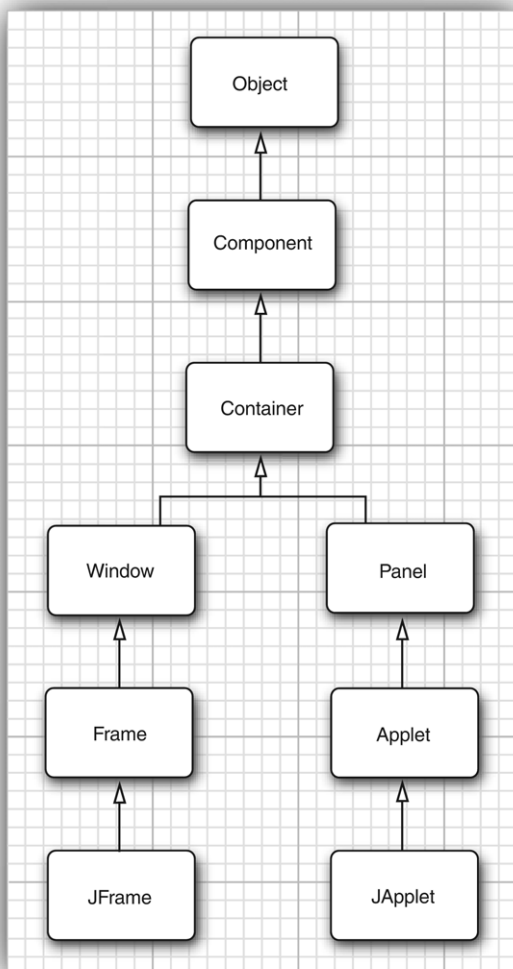 Object
Component
Container
Window
Panel
Frame
Applet
JFrame
JApplet